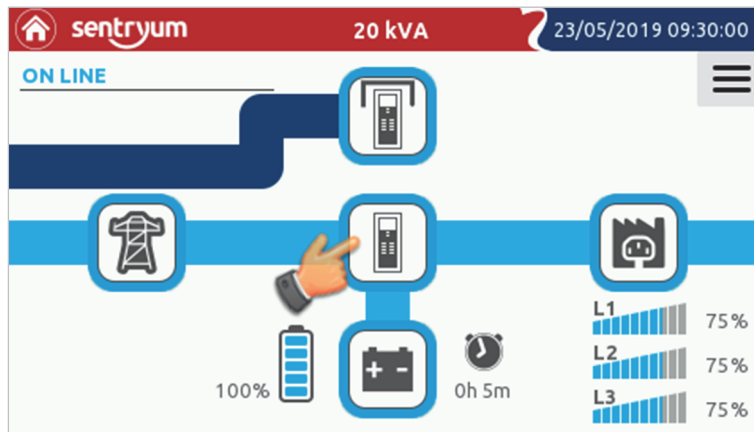 sentryum 20 kVA 23/05/2019 09:30:00
ON LINE
L1
75%
L2
75%
100%
0h 5m
L3
75%